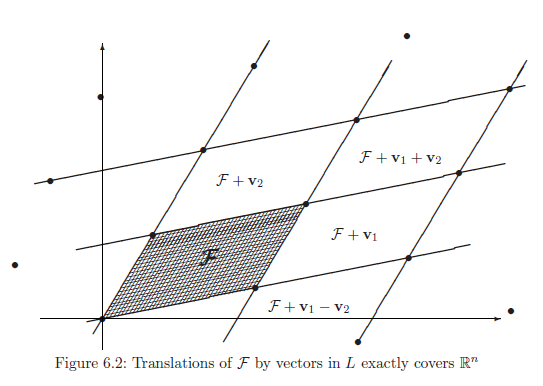 𝓕 + v₁ + v₂
𝓕 + v₂
𝓕 + v₁
𝓕
𝓕 + v₁ − v₂
Figure 6.2: Translations of 𝓕 by vectors in L exactly covers ℝⁿ